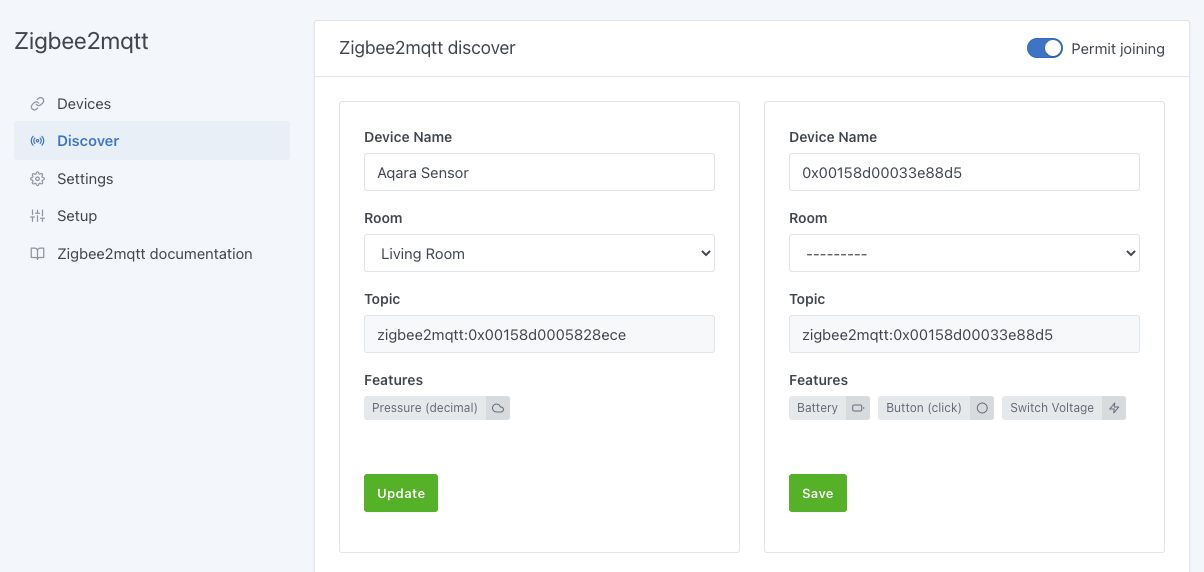 Zigbee2mqtt
Devices
Discover
Settings
Setup
Zigbee2mqtt documentation
Zigbee2mqtt discover
Permit joining
Device Name
Aqara Sensor
Room
Living Room
Topic
zigbee2mqtt:0x00158d0005828ece
Features
Pressure (decimal)
Update
Device Name
0x00158d00033e88d5
Room
---------
Topic
zigbee2mqtt:0x00158d00033e88d5
Features
Battery Button (click) Switch Voltage
Save